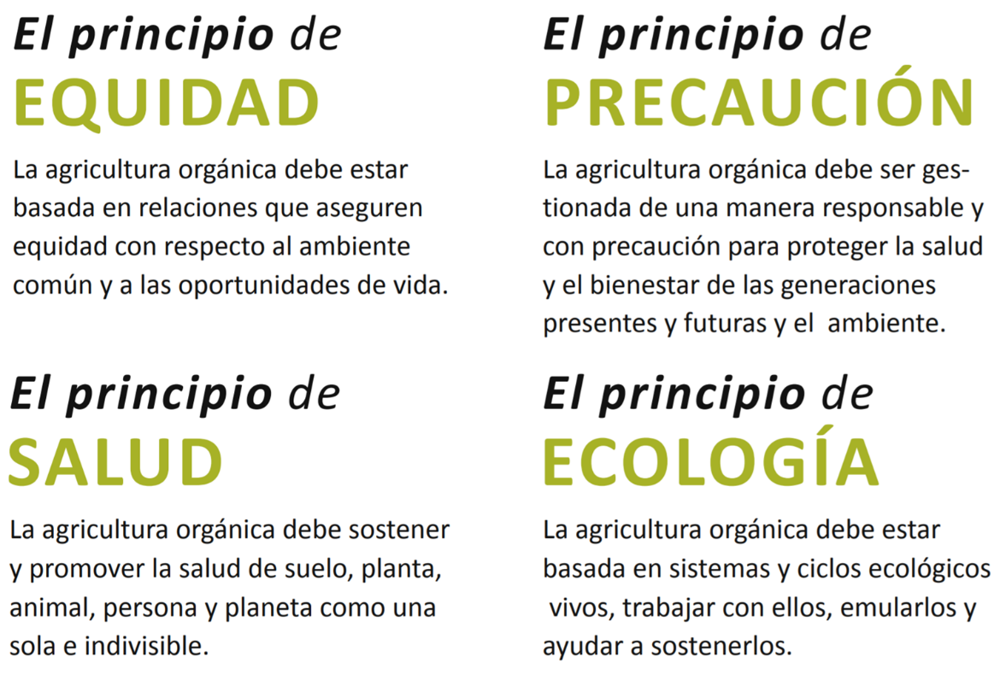 El principio de
EQUIDAD
La agricultura orgánica debe estar
basada en relaciones que aseguren
equidad con respecto al ambiente
común y a las oportunidades de vida.
El principio de
PRECAUCIÓN
La agricultura orgánica debe ser ges-
tionada de una manera responsable y
con precaución para proteger la salud
y el bienestar de las generaciones
presentes y futuras y el ambiente.
El principio de
SALUD
La agricultura orgánica debe sostener
y promover la salud de suelo, planta,
animal, persona y planeta como una
sola e indivisible.
El principio de
ECOLOGÍA
La agricultura orgánica debe estar
basada en sistemas y ciclos ecológicos
vivos, trabajar con ellos, emularlos y
ayudar a sostenerlos.